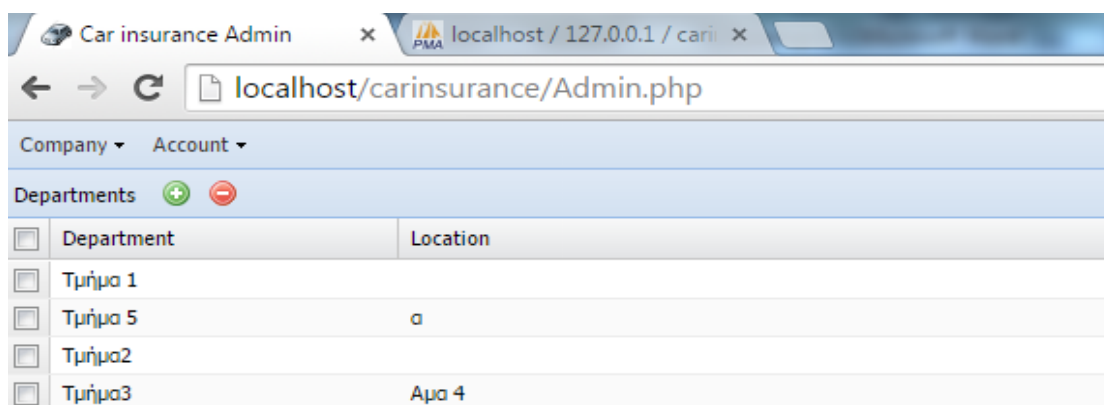 Car insurance Admin
localhost / 127.0.0.1 / cari
localhost/carinsurance/Admin.php
Company Account
Departments
Department Location
Τμήμα 1
Τμήμα 5 α
Τμήμα2
Τμήμα3 Αμα 4